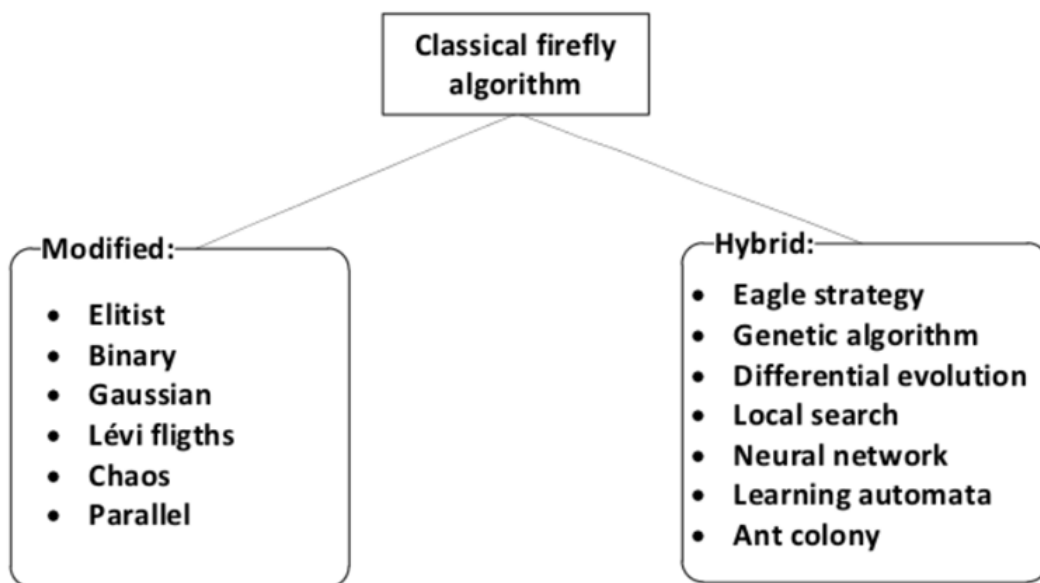 Classical firefly
algorithm
Modified:
• Elitist
• Binary
• Gaussian
• Lévi fligths
• Chaos
• Parallel
Hybrid:
• Eagle strategy
• Genetic algorithm
• Differential evolution
• Local search
• Neural network
• Learning automata
• Ant colony